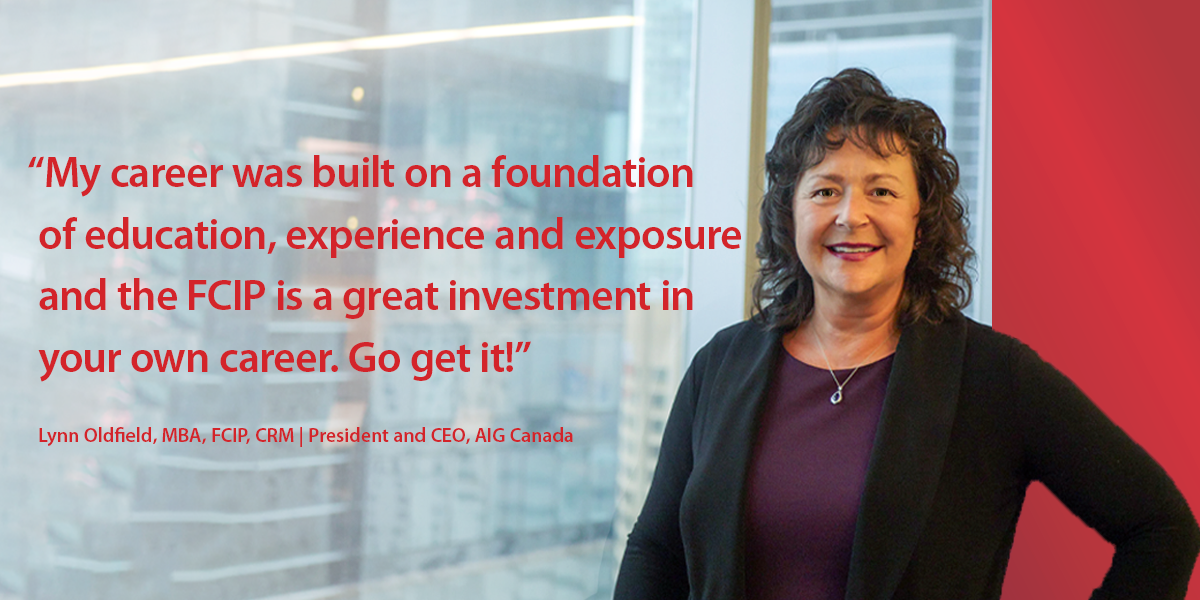 “My career was built on a foundation
of education, experience and exposure
and the FCIP is a great investment in
your own career. Go get it!”
Lynn Oldfield, MBA, FCIP, CRM | President and CEO, AIG Canada